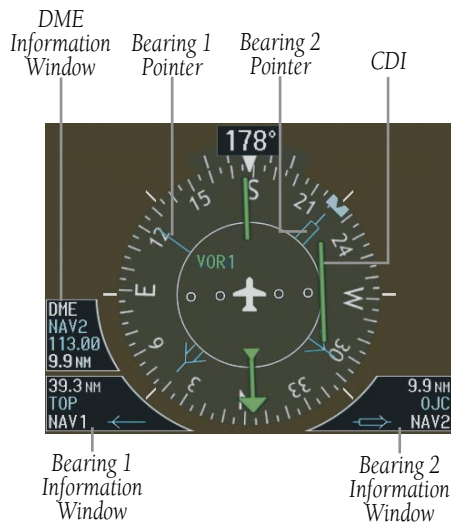 DME
Information
Window
Bearing 1
Pointer
Bearing 2
Pointer
CDI
178°
S
21
24
W
30
33
N
3
6
E
12
15
VOR1
DME
NAV2
113.00
9.9 NM
39.3 NM
TOP
NAV1
9.9 NM
OJC
NAV2
Bearing 1
Information
Window
Bearing 2
Information
Window